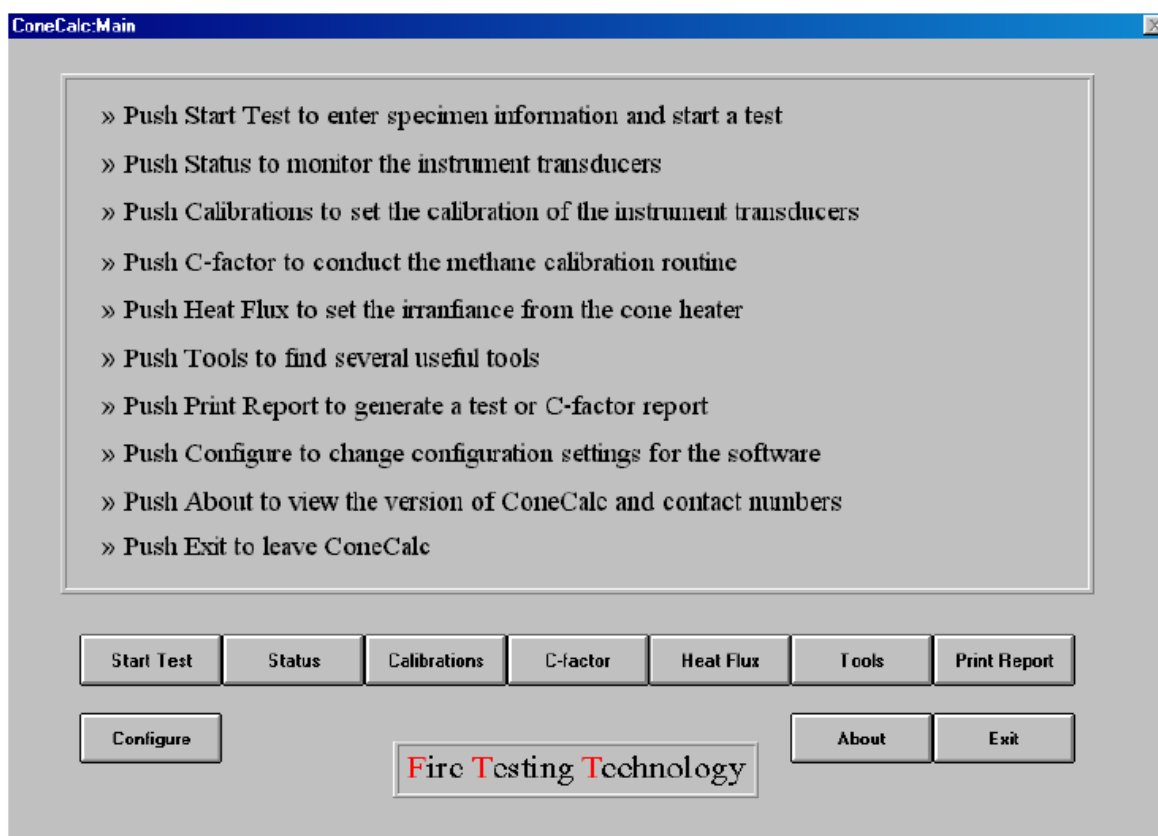 ConeCalc:Main
» Push Start Test to enter specimen information and start a test
» Push Status to monitor the instrument transducers
» Push Calibrations to set the calibration of the instrument transducers
» Push C-factor to conduct the methane calibration routine
» Push Heat Flux to set the irranfiance from the cone heater
» Push Tools to find several useful tools
» Push Print Report to generate a test or C-factor report
» Push Configure to change configuration settings for the software
» Push About to view the version of ConeCalc and contact numbers
» Push Exit to leave ConeCalc
Start Test Status Calibrations C-factor Heat Flux Tools Print Report
Configure About Exit
Fire Testing Technology